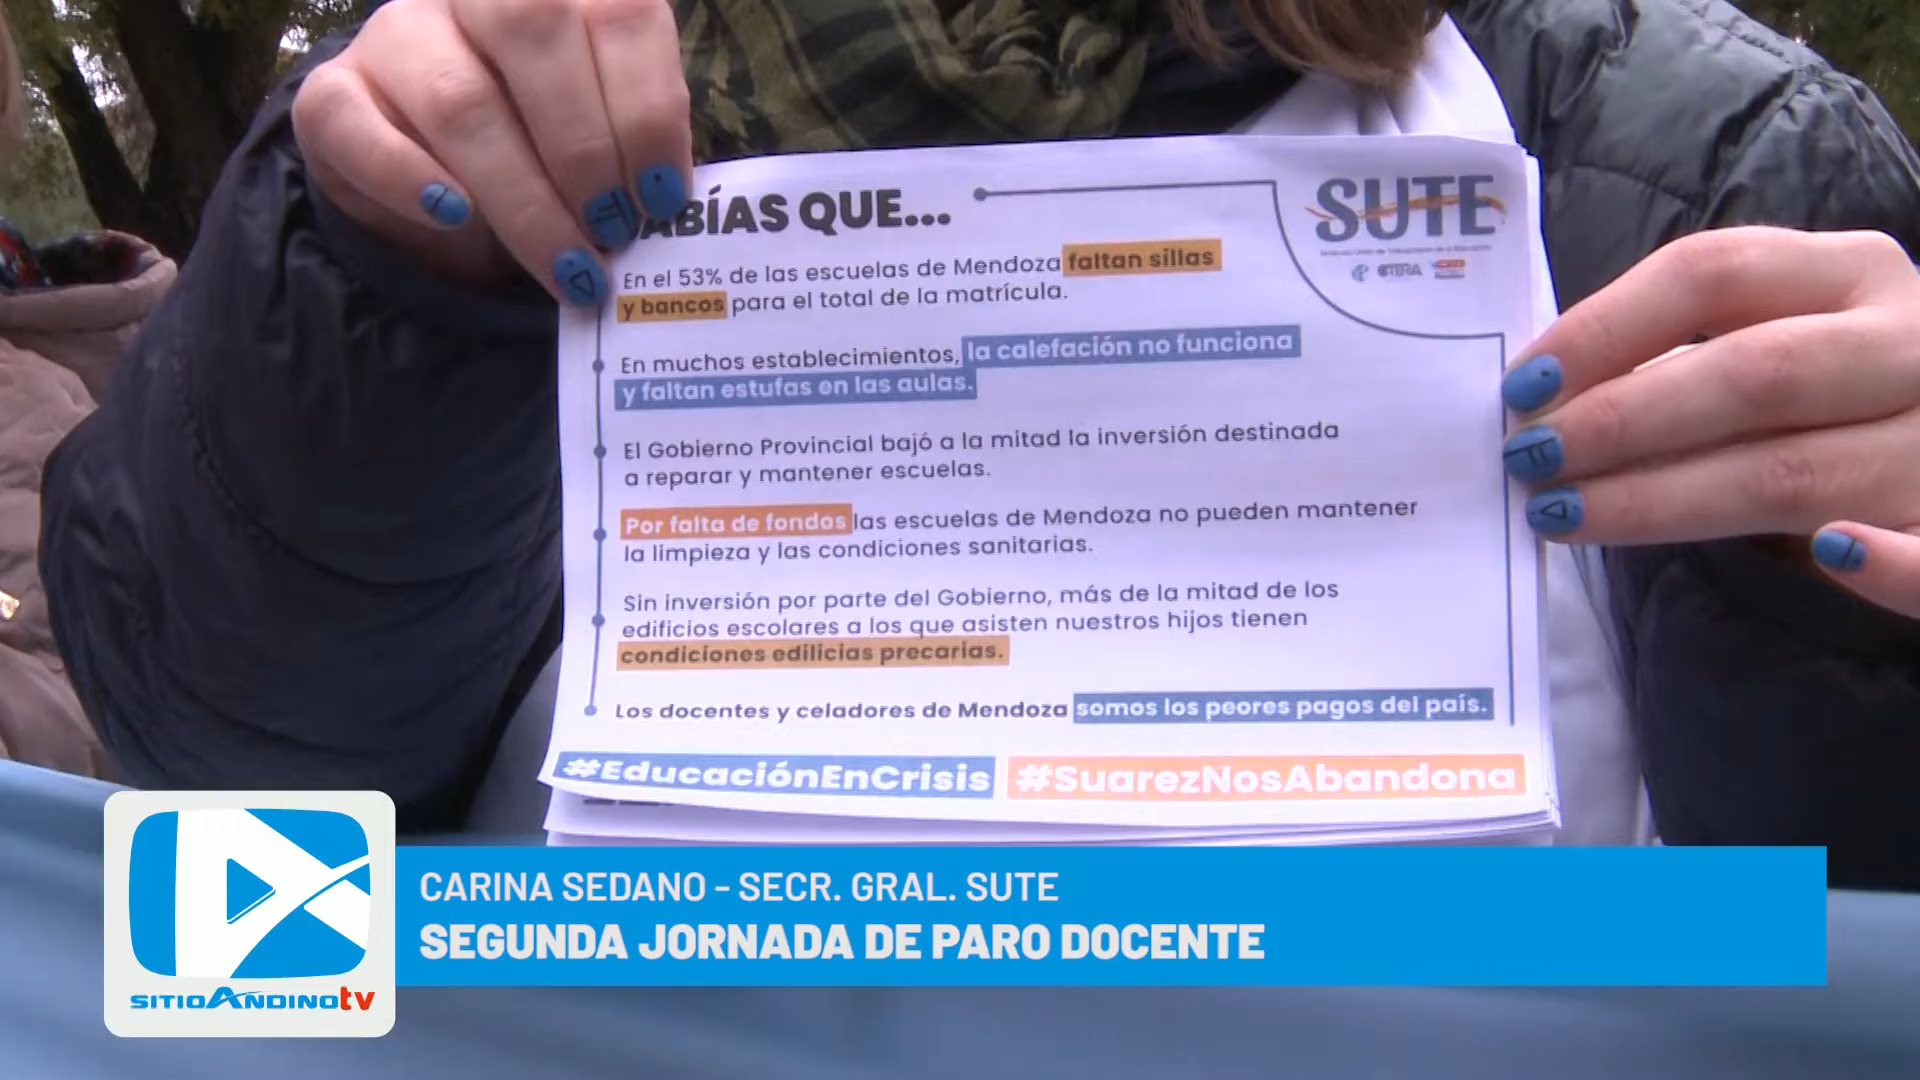 ABÍAS QUE...
SUTE
En el 53% de las escuelas de Mendoza faltan sillas
y bancos para el total de la matrícula.
En muchos establecimientos, la calefación no funciona
y faltan estufas en las aulas.
El Gobierno Provincial bajó a la mitad la inversión destinada
a reparar y mantener escuelas.
Por falta de fondos las escuelas de Mendoza no pueden mantener
la limpieza y las condiciones sanitarias.
Sin inversión por parte del Gobierno, más de la mitad de los
edificios escolares a los que asisten nuestros hijos tienen
condiciones edilicias precarias.
Los docentes y celadores de Mendoza somos los peores pagos del país.
#EducaciónEnCrisis #SuarezNosAbandona
CARINA SEDANO - SECR. GRAL. SUTE
SEGUNDA JORNADA DE PARO DOCENTE
SITIOANDINOtv